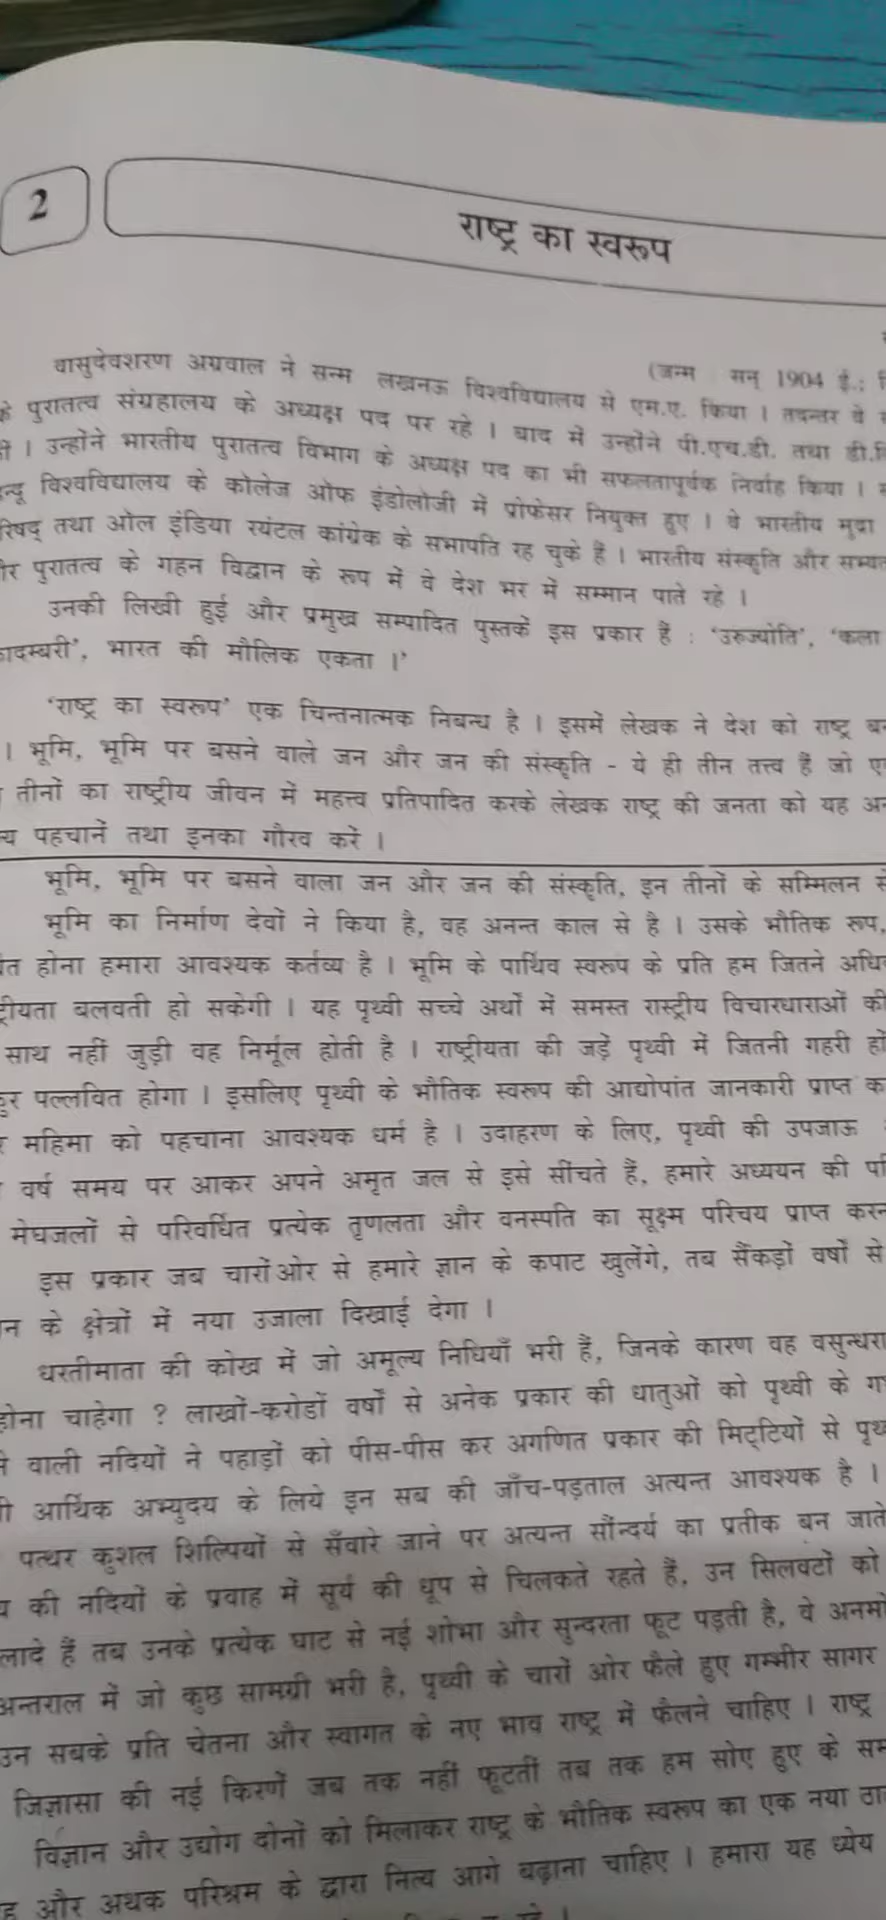 2
राष्ट्र का स्वरूप
(जन्म सन् 1904 ई.:
वासुदेवशरण अग्रवाल ने सन्म लखनऊ विश्वविद्यालय से एम.ए. किया । तदन्तर वे
के पुरातत्व संग्रहालय के अध्यक्ष पद पर रहे । बाद में उन्होंने पी.एच.डी. तथा डी.
। उन्होंने भारतीय पुरातत्व विभाग के अध्यक्ष पद का भी सफलतापूर्वक निर्वाह किया ।
न्दू विश्वविद्यालय के कॉलेज ऑफ इंडोलोजी में प्रोफेसर नियुक्त हुए । वे भारतीय मुद्रा
रिषद् तथा ऑल इंडिया रयंटल कांग्रेक के सभापति रह चुके हैं । भारतीय संस्कृति और सभ्य
र पुरातत्व के गहन विद्वान के रूप में वे देश भर में सम्मान पाते रहे ।
उनकी लिखी हुई और प्रमुख सम्पादित पुस्तकें इस प्रकार हैं : ‘उरुज्योति’, ‘कला
ादम्बरी’, भारत की मौलिक एकता ।’
‘राष्ट्र का स्वरूप’ एक चिन्तनात्मक निबन्ध है । इसमें लेखक ने देश को राष्ट्र
। भूमि, भूमि पर बसने वाले जन और जन की संस्कृति - ये ही तीन तत्त्व हैं जो
तीनों का राष्ट्रीय जीवन में महत्त्व प्रतिपादित करके लेखक राष्ट्र की जनता को यह
्य पहचानें तथा इनका गौरव करें ।
भूमि, भूमि पर बसने वाला जन और जन की संस्कृति, इन तीनों के सम्मिलन से
भूमि का निर्माण देवों ने किया है, वह अनन्त काल से है । उसके भौतिक रूप,
त होना हमारा आवश्यक कर्तव्य है । भूमि के पार्थिव स्वरूप के प्रति हम जितने
्रीयता बलवती हो सकेगी । यह पृथ्वी सच्चे अर्थों में समस्त रास्ट्रीय विचारधाराओं की
साथ नहीं जुड़ी वह निर्मूल होती है । राष्ट्रीयता की जड़ें पृथ्वी में जितनी गहरी
ुर पल्लवित होगा । इसलिए पृथ्वी के भौतिक स्वरूप की आद्योपांत जानकारी प्राप्त
महिमा को पहचाना आवश्यक धर्म है । उदाहरण के लिए, पृथ्वी की उपजाऊ
वर्ष समय पर आकर अपने अमृत जल से इसे सींचते हैं, हमारे अध्ययन की
मेघजलों से परिवर्धित प्रत्येक तृणलता और वनस्पति का सूक्ष्म परिचय प्राप्त
इस प्रकार जब चारों ओर से हमारे ज्ञान के कपाट खुलेंगे, तब सैंकड़ों वर्षों से
न के क्षेत्रों में नया उजाला दिखाई देगा ।
धरतीमाता की कोख में जो अमूल्य निधियाँ भरी हैं, जिनके कारण वह वसुन्धरा
होना चाहेगा ? लाखों-करोडों वर्षों से अनेक प्रकार की धातुओं को पृथ्वी के
वाली नदियों ने पहाड़ों को पीस-पीस कर अगणित प्रकार की मिट्टियों से
आर्थिक अभ्युदय के लिये इन सब की जाँच-पड़ताल अत्यन्त आवश्यक है ।
पत्थर कुशल शिल्पियों से सँवारे जाने पर अत्यन्त सौंन्दर्य का प्रतीक बन जाते
की नदियों के प्रवाह में सूर्य की धूप से चिलकते रहते हैं, उन सिलवटों को
लादे हैं तब उनके प्रत्येक घाट से नई शोभा और सुन्दरता फूट पड़ती है, वे
अन्तराल में जो कुछ सामग्री भरी है, पृथ्वी के चारों ओर फैले हुए गम्भीर सागर
उन सबके प्रति चेतना और स्वागत के नए भाव राष्ट्र में फैलने चाहिए । राष्ट्र
जिज्ञासा की नई किरणें जब तक नहीं फूटतीं तब तक हम सोए हुए के
विज्ञान और उद्योग दोनों को मिलाकर राष्ट्र के भौतिक स्वरूप का एक नया
और अथक परिश्रम के द्वारा नित्य आगे बढ़ाना चाहिए । हमारा यह ध्येय